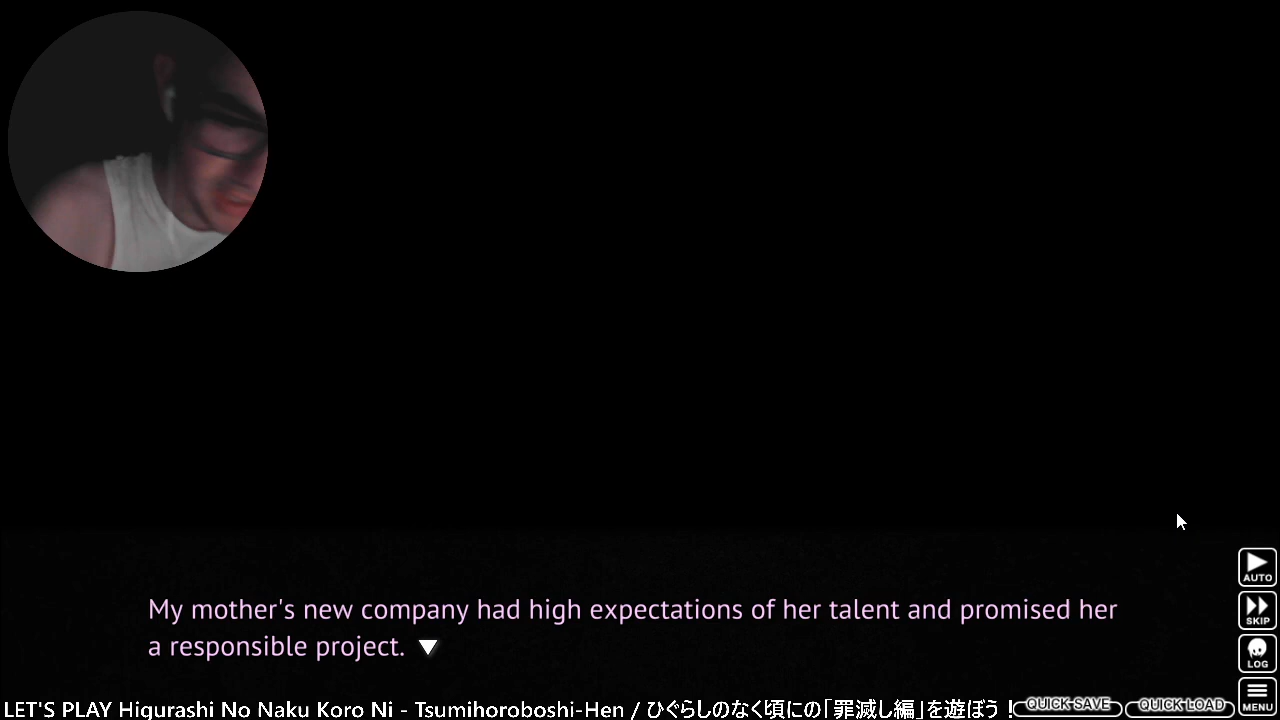 My mother's new company had high expectations of her talent and promised her
a responsible project.
AUTO
SKIP
LOG
MENU
LET'S PLAY Higurashi No Naku Koro Ni - Tsumihoroboshi-Hen / ひぐらしのなく頃にの「罪滅し編」を遊ぼう！
QUICK SAVE
QUICK LOAD